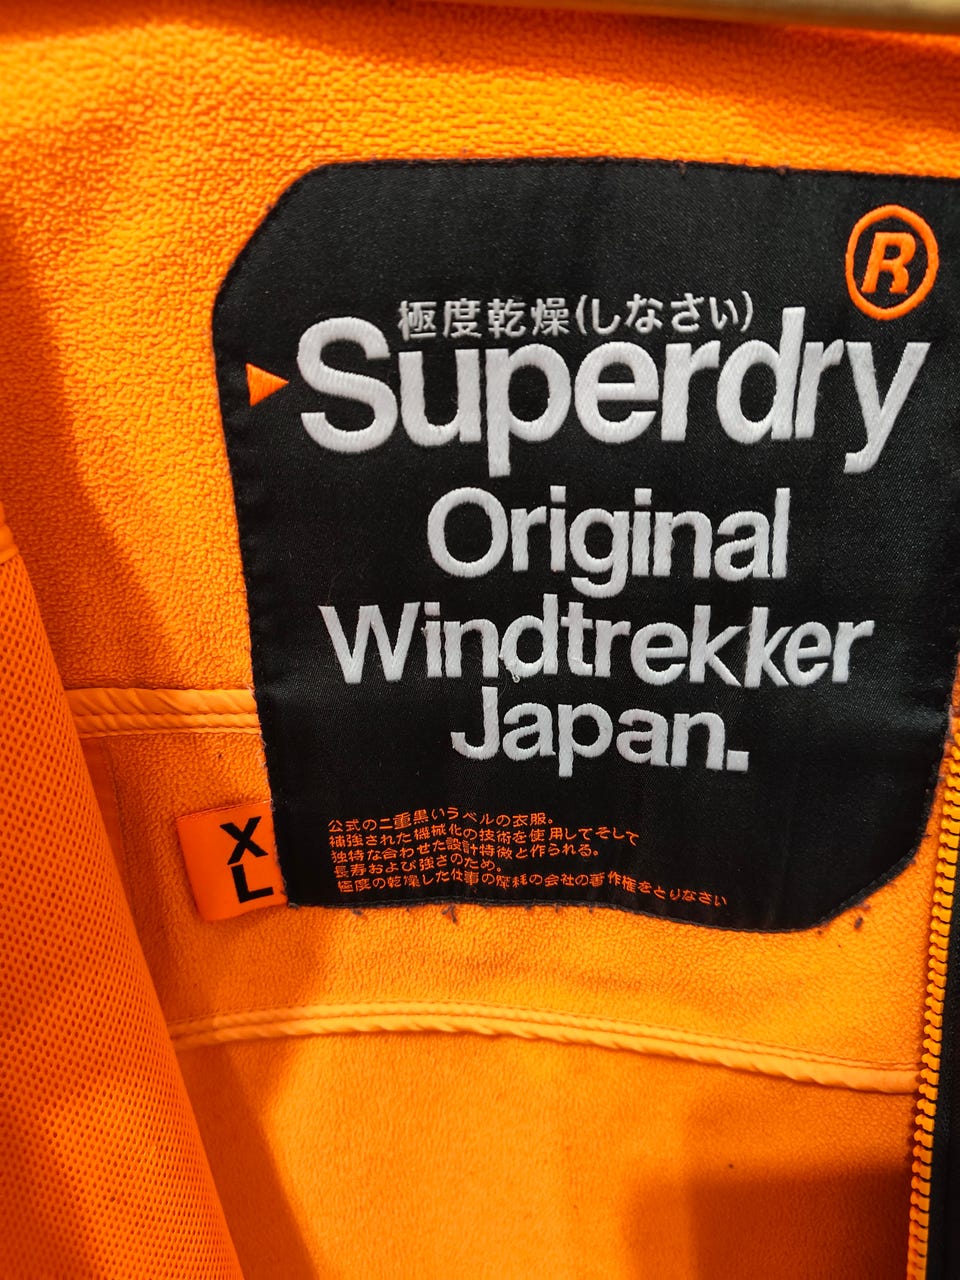 ®
極度乾燥(しなさい)
Superdry
Original
Windtrekker
Japan.
公式の二重黒いラベルの衣服。
補強された機械化の技術を使用してそして
独特な合わせた設計特徴と作られる。
長寿および強さのため。
極度の乾燥した仕事の摩耗の会社の著作権をとりなさい
XL